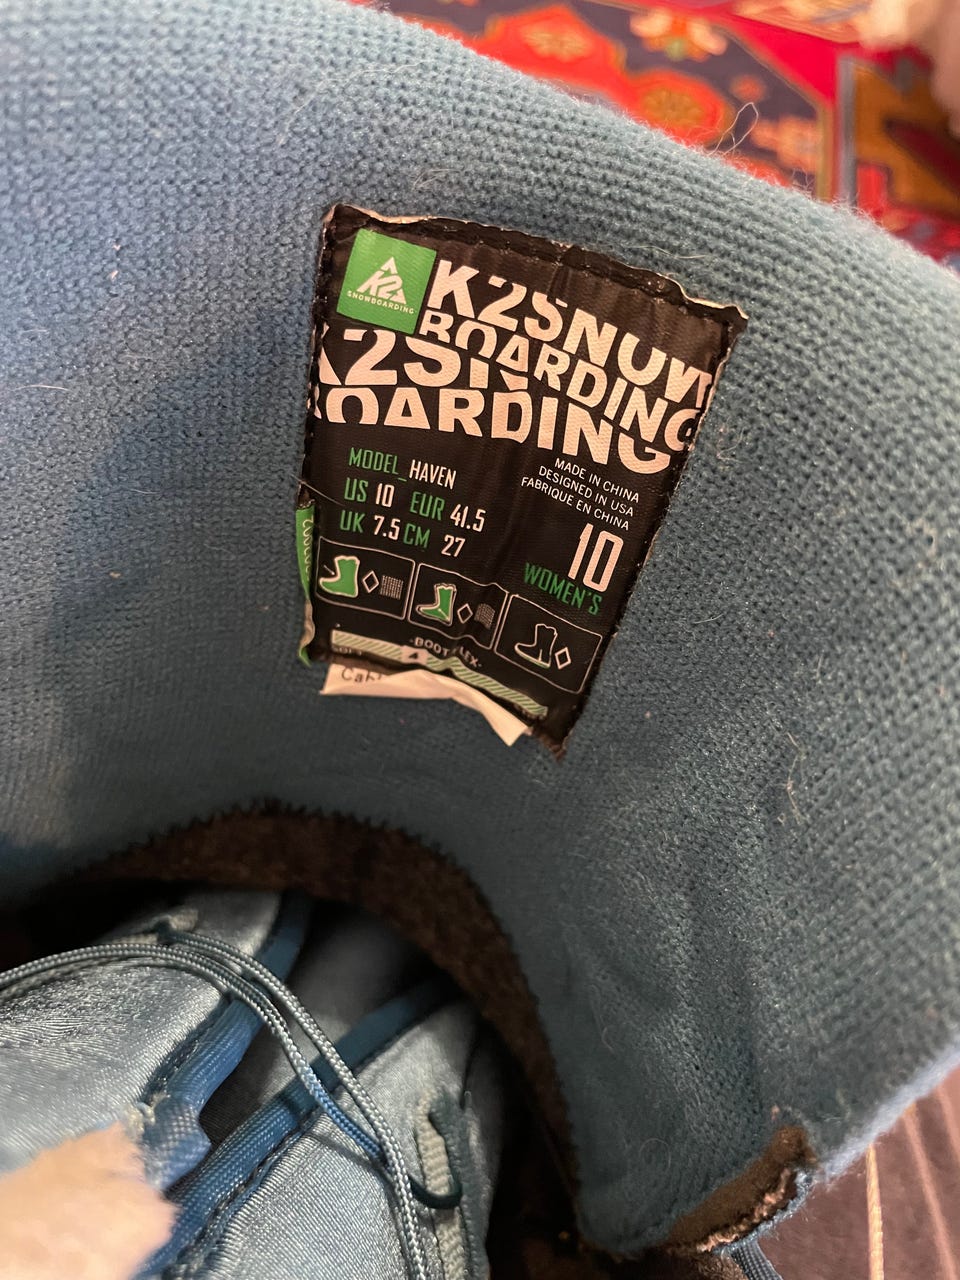 K2
SNOWBOARDING
K2SNOW
BOARDING
K2SN
BOARDING
MODEL_HAVEN
US 10 EUR 41.5
UK 7.5 CM 27
MADE IN CHINA
DESIGNED IN USA
FABRIQUE EN CHINA
10
WOMEN'S
-BOOT FLEX-
4